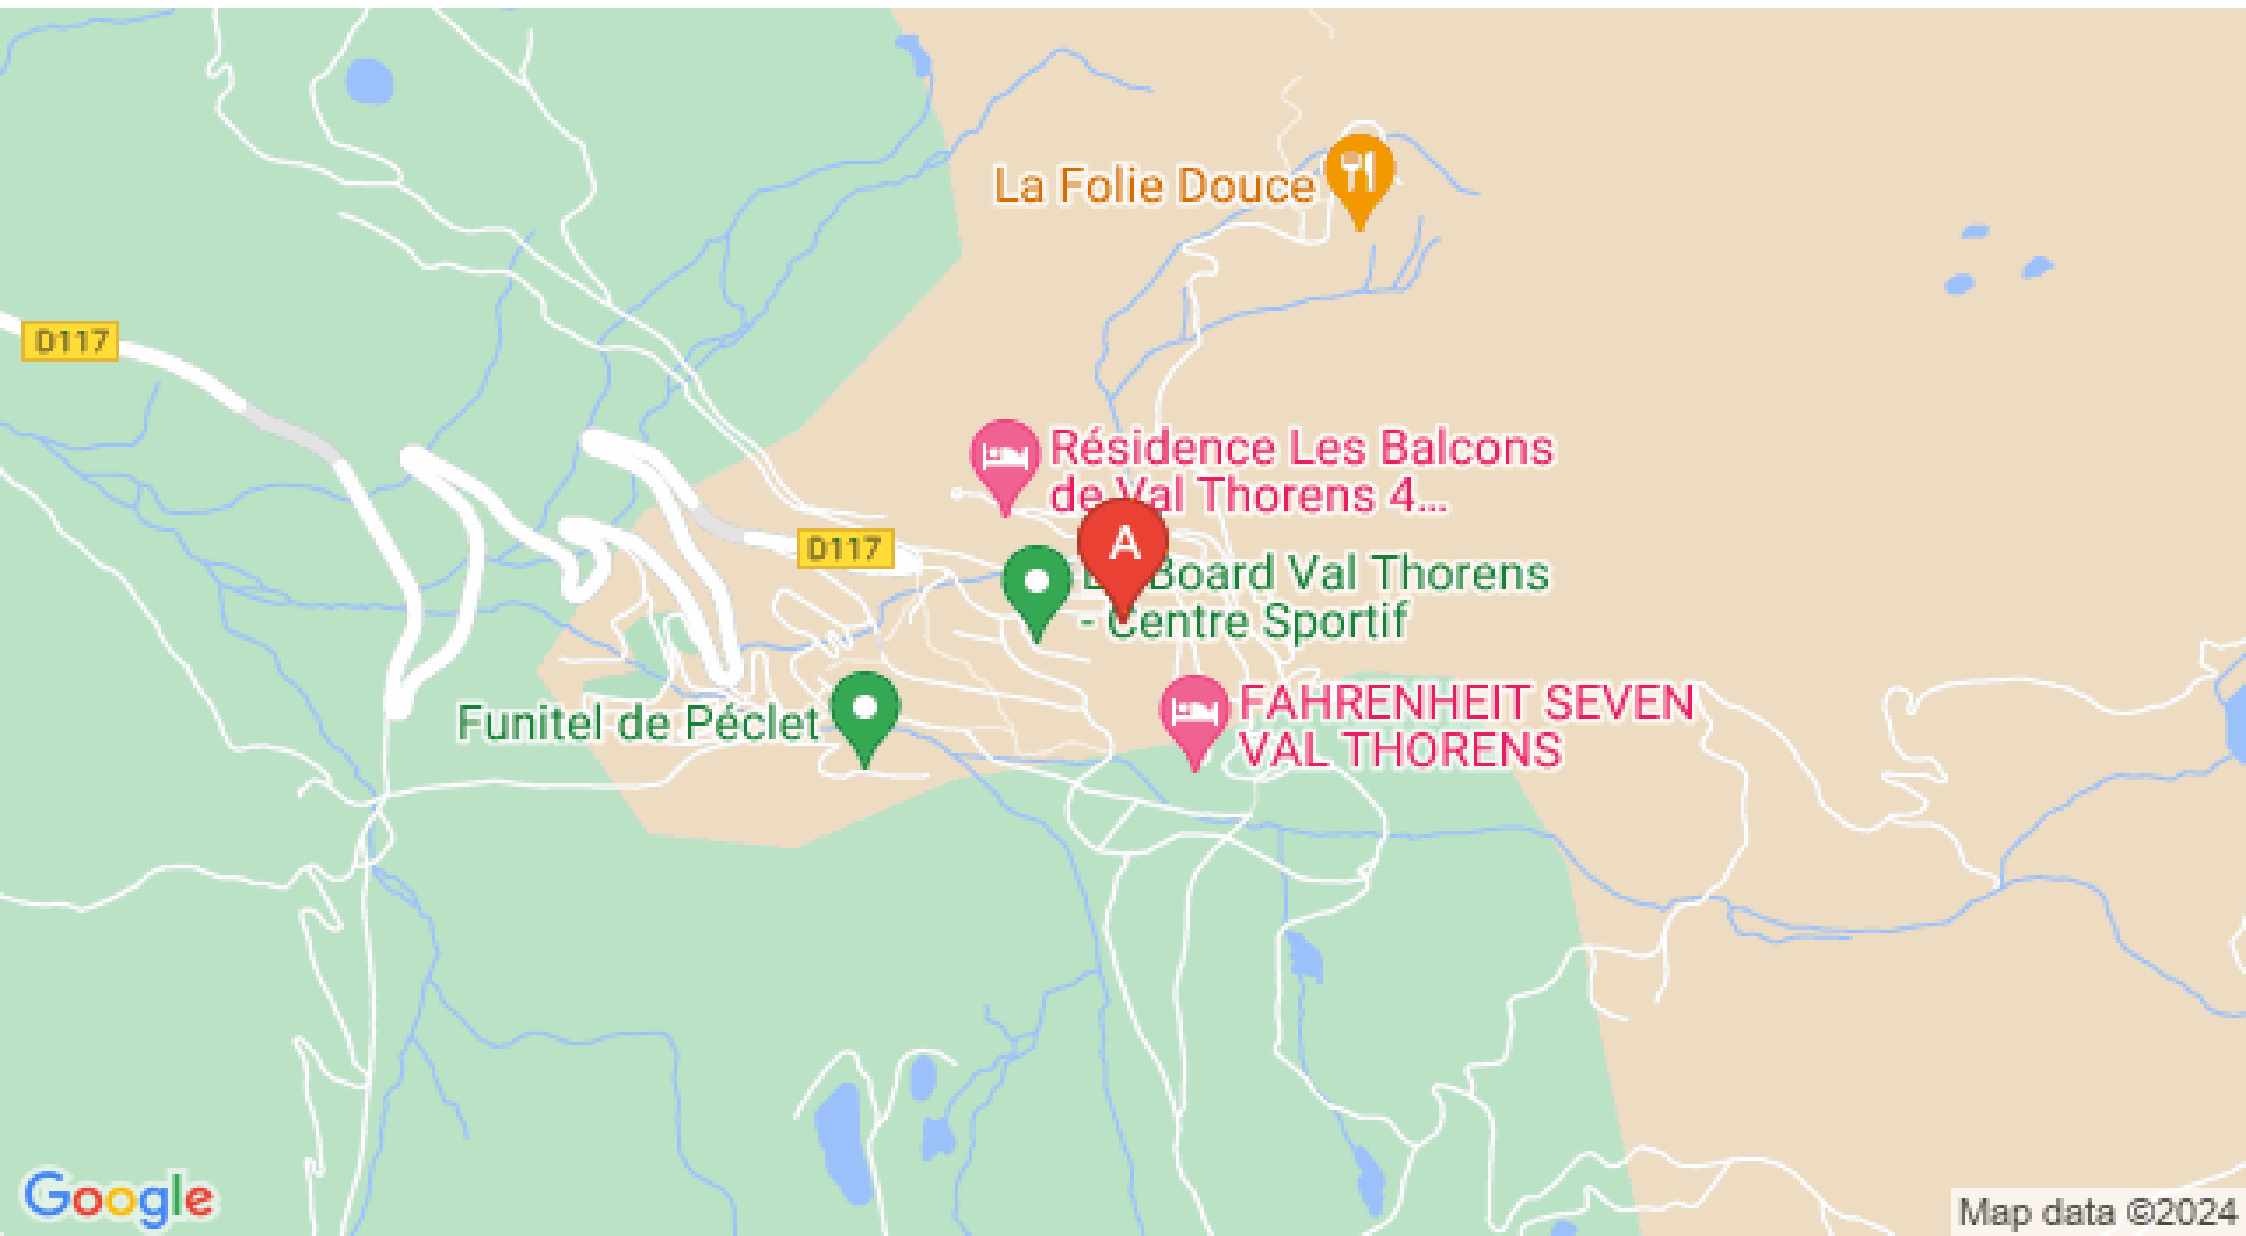 La Folie Douce
D117
Résidence Les Balcons
de Val Thorens 4...
A
D117
Board Val Thorens
- Centre Sportif
FAHRENHEIT SEVEN
VAL THORENS
Funitel de Péclet
Google
Map data ©2024